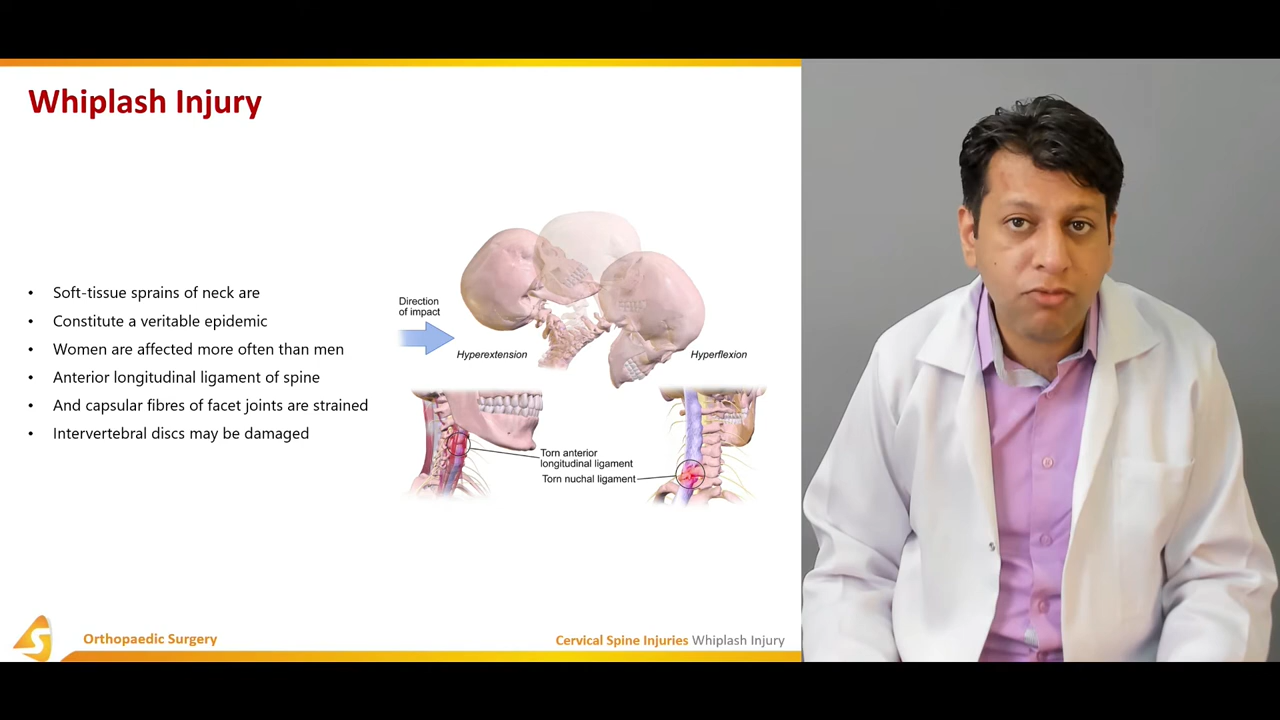 Whiplash Injury
• Soft-tissue sprains of neck are
• Constitute a veritable epidemic
• Women are affected more often than men
• Anterior longitudinal ligament of spine
• And capsular fibres of facet joints are strained
• Intervertebral discs may be damaged
Direction
of impact
Hyperextension
Hyperflexion
Torn anterior
longitudinal ligament
Torn nuchal ligament
S
Orthopaedic Surgery
Cervical Spine Injuries Whiplash Injury